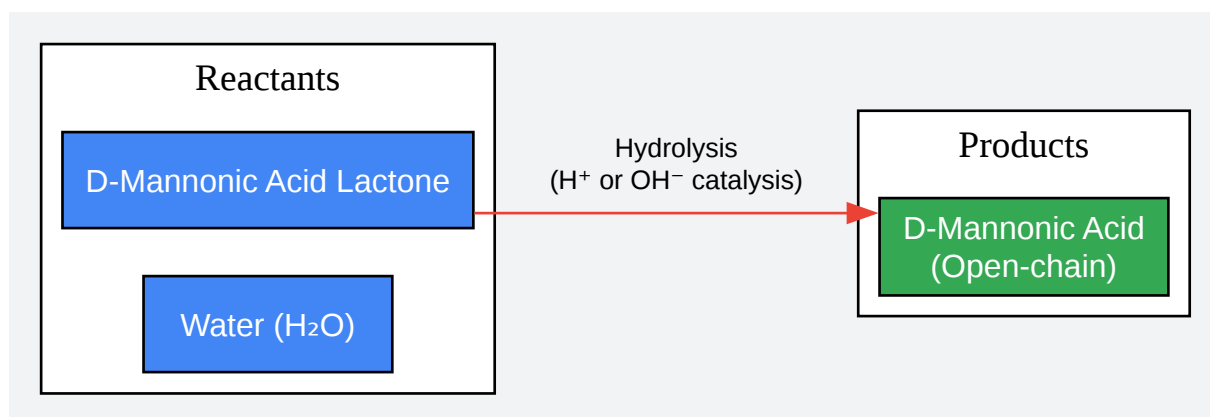 Reactants
D-Mannonic Acid Lactone
Water (H₂O)
Hydrolysis
(H⁺ or OH⁻ catalysis)
Products
D-Mannonic Acid
(Open-chain)